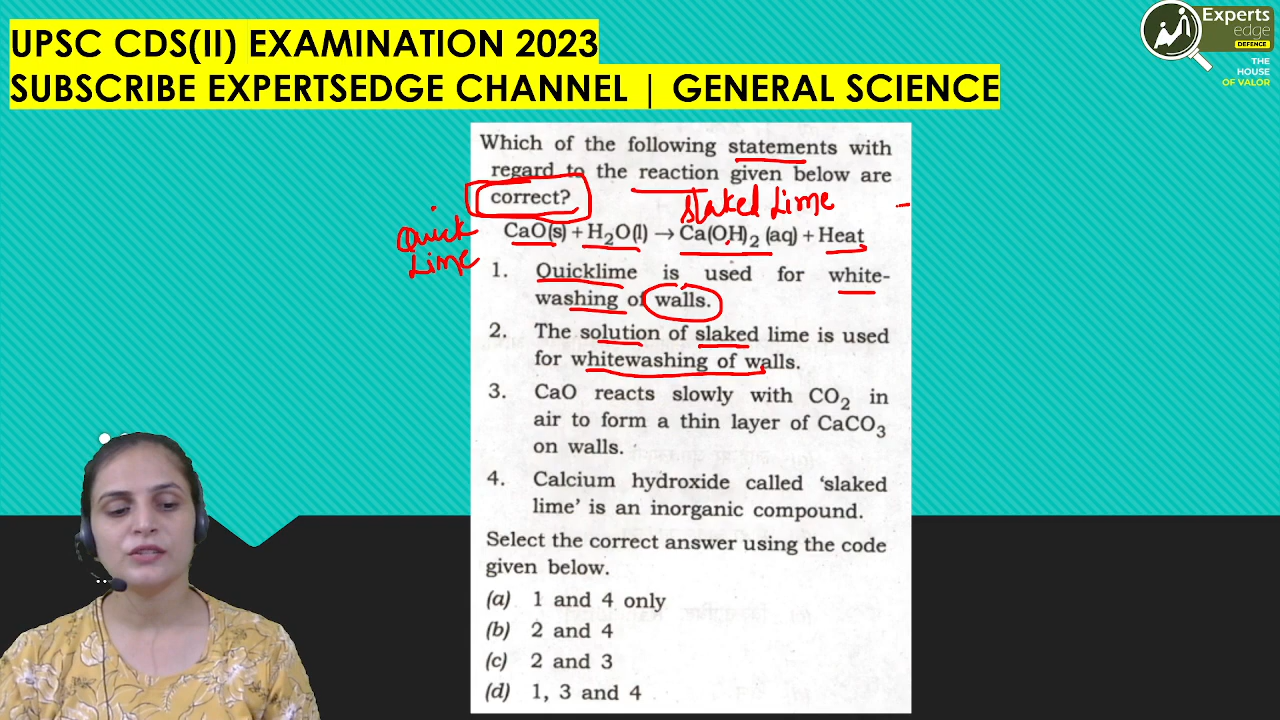 UPSC CDS(II) EXAMINATION 2023
SUBSCRIBE EXPERTSEDGE CHANNEL | GENERAL SCIENCE
Experts
edge
DEFENCE
THE
HOUSE
OF VALOR
Which of the following statements with
regard to the reaction given below are
correct?
Slaked Lime
Quick
Lime
CaO(s) + H₂O(l) → Ca(OH)₂ (aq) + Heat
1. Quicklime is used for white-
washing of walls.
2. The solution of slaked lime is used
for whitewashing of walls.
3. CaO reacts slowly with CO₂ in
air to form a thin layer of CaCO₃
on walls.
4. Calcium hydroxide called ‘slaked
lime’ is an inorganic compound.
Select the correct answer using the code
given below.
(a) 1 and 4 only
(b) 2 and 4
(c) 2 and 3
(d) 1, 3 and 4